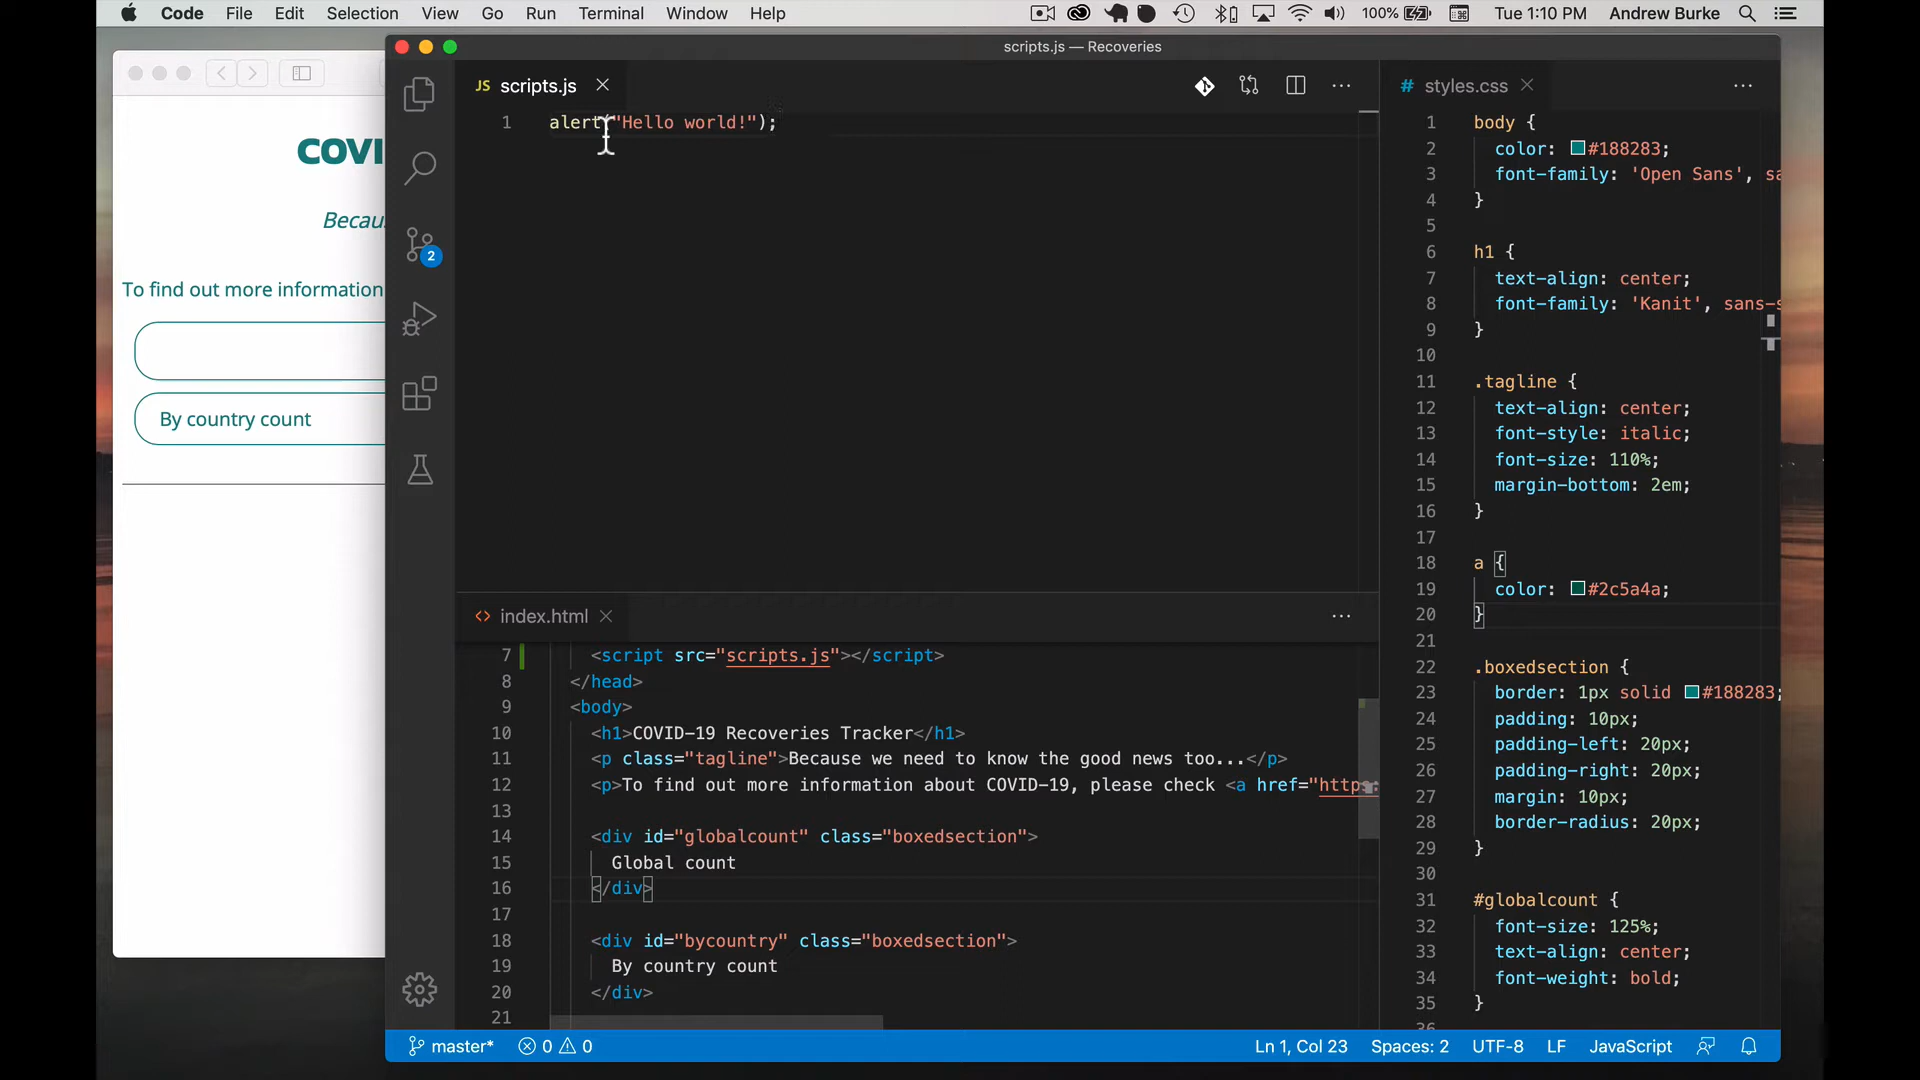 Code File Edit Selection View Go Run Terminal Window Help 100% Tue 1:10 PM Andrew Burke
scripts.js — Recoveries
COVI
Becau
To find out more information
By country count
2
JS scripts.js
1 alert("Hello world!");
index.html
7 <script src="scripts.js"></script>
8 </head>
9 <body>
10 <h1>COVID-19 Recoveries Tracker</h1>
11 <p class="tagline">Because we need to know the good news too...</p>
12 <p>To find out more information about COVID-19, please check <a href="http
13
14 <div id="globalcount" class="boxedsection">
15 Global count
16 </div>
17
18 <div id="bycountry" class="boxedsection">
19 By country count
20 </div>
21
# styles.css
1 body {
2 color: #188283;
3 font-family: 'Open Sans', sa
4 }
5
6 h1 {
7 text-align: center;
8 font-family: 'Kanit', sans-s
9 }
10
11 .tagline {
12 text-align: center;
13 font-style: italic;
14 font-size: 110%;
15 margin-bottom: 2em;
16 }
17
18 a {
19 color: #2c5a4a;
20 }
21
22 .boxedsection {
23 border: 1px solid #188283;
24 padding: 10px;
25 padding-left: 20px;
26 padding-right: 20px;
27 margin: 10px;
28 border-radius: 20px;
29 }
30
31 #globalcount {
32 font-size: 125%;
33 text-align: center;
34 font-weight: bold;
35 }
36
master* 0 0 Ln 1, Col 23 Spaces: 2 UTF-8 LF JavaScript